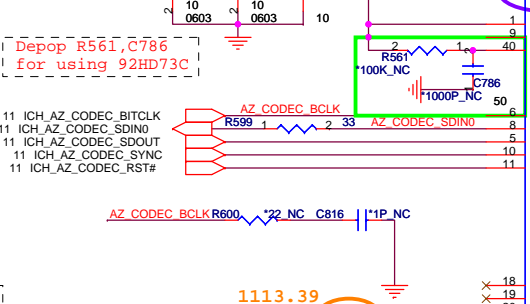 10 10
2 0603 2 0603 10
1
9
Depop R561,C786
for using 92HD73C
2 1 40
R561
*100K_NC
C786
*1000P_NC
50
AZ_CODEC_BCLK
11 ICH_AZ_CODEC_BITCLK 6
R599 1 2 33 AZ_CODEC_SDIN0
11 ICH_AZ_CODEC_SDIN0 8
11 ICH_AZ_CODEC_SDOUT 5
11 ICH_AZ_CODEC_SYNC 10
11 ICH_AZ_CODEC_RST# 11
AZ_CODEC_BCLK R600 *22_NC C816 *1P_NC
18
1113.39
19